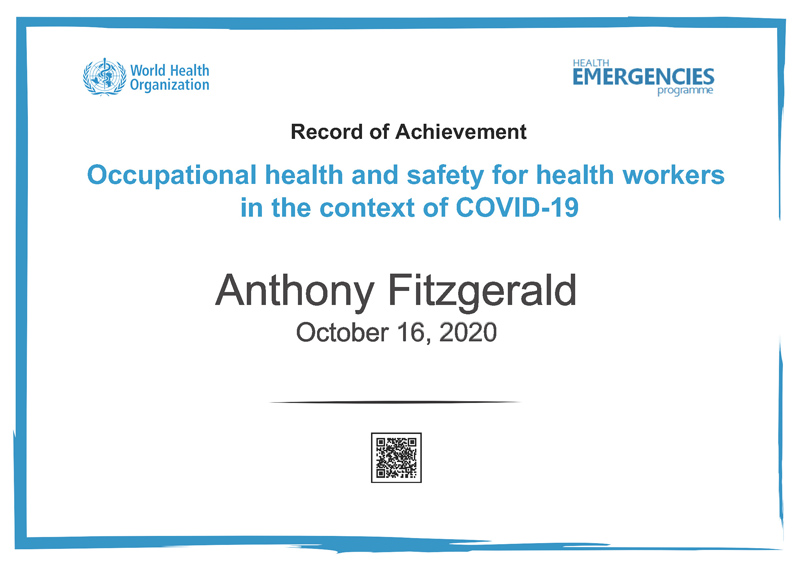 World Health
Organization
HEALTH
EMERGENCIES
programme
Record of Achievement
Occupational health and safety for health workers
in the context of COVID-19
Anthony Fitzgerald
October 16, 2020